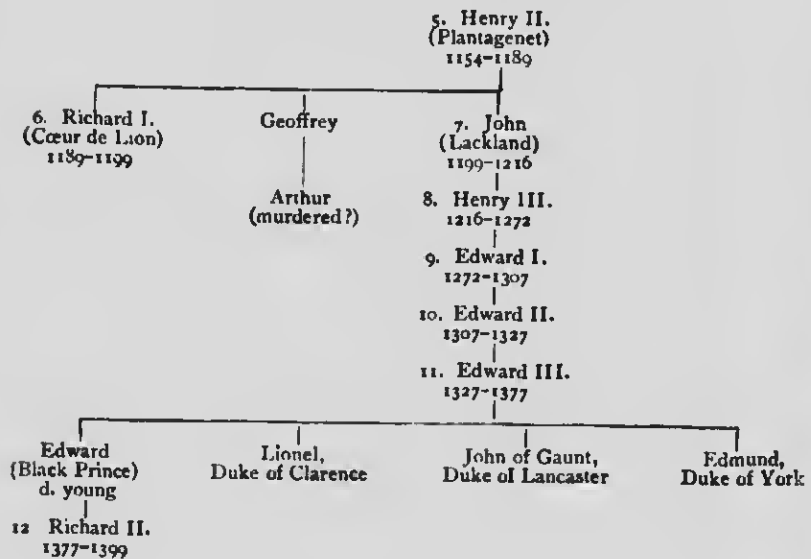 5. Henry II.
(Plantagenet)
1154-1189
6. Richard I.
(Cœur de Lion)
1189-1199
Geoffrey
7. John
(Lackland)
1199-1216
Arthur
(murdered?)
8. Henry III.
1216-1272
9. Edward I.
1272-1307
10. Edward II.
1307-1327
11. Edward III.
1327-1377
Edward
(Black Prince)
d. young
Lionel,
Duke of Clarence
John of Gaunt,
Duke of Lancaster
Edmund,
Duke of York
12 Richard II.
1377-1399